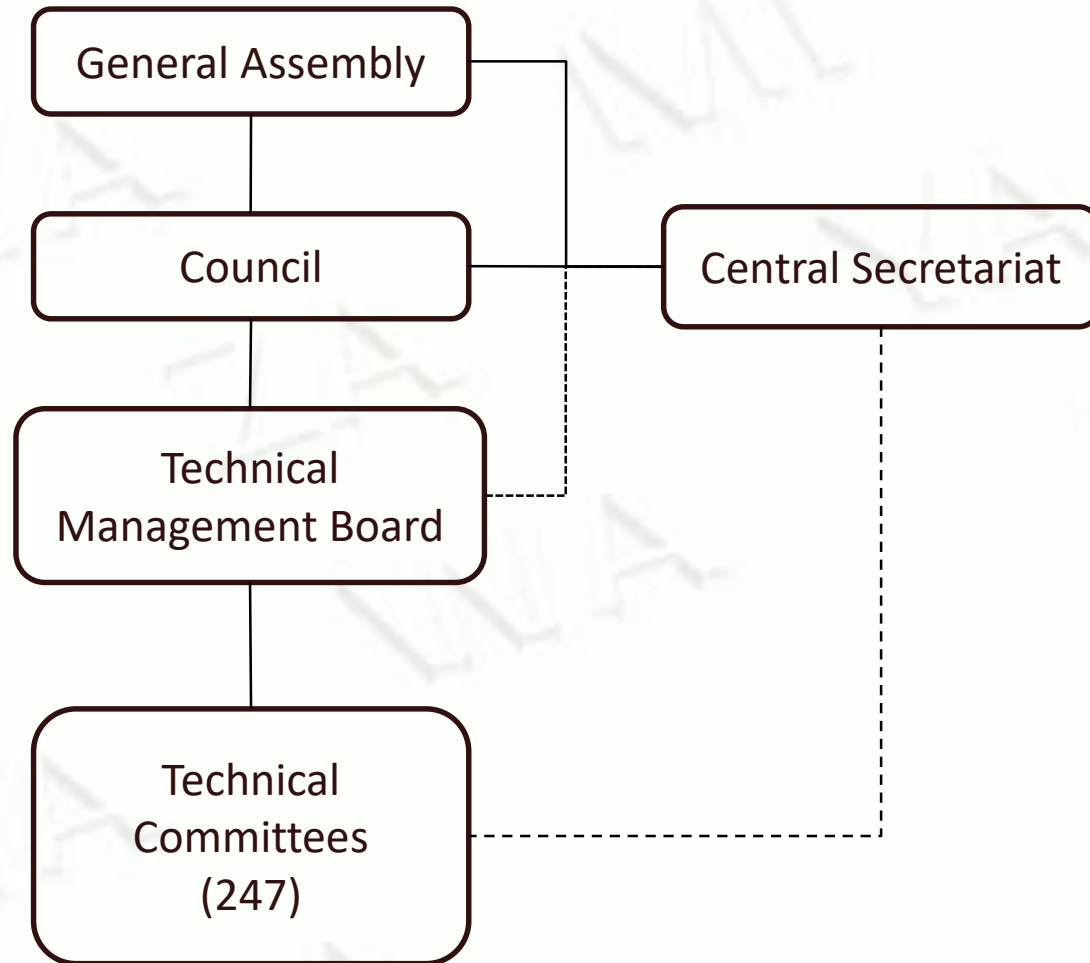 General Assembly
Council
Central Secretariat
Technical
Management Board
Technical
Committees
(247)